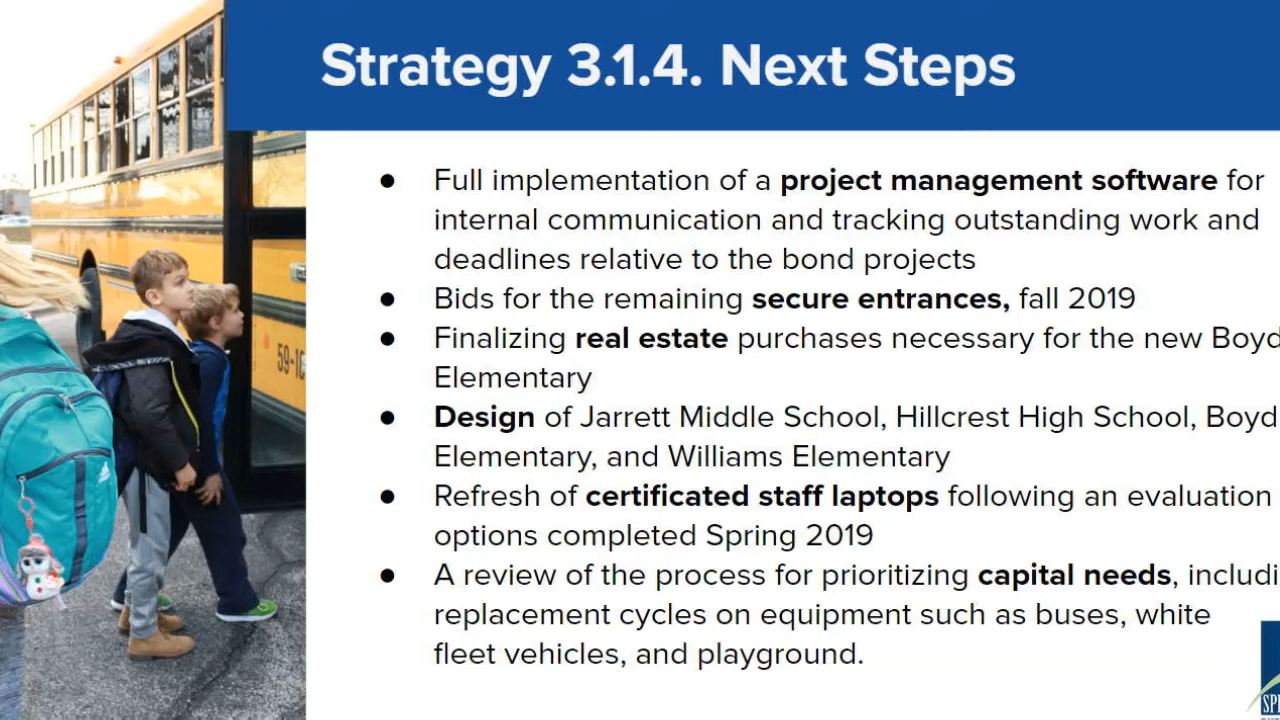 Strategy 3.1.4. Next Steps
● Full implementation of a project management software for
internal communication and tracking outstanding work and
deadlines relative to the bond projects
● Bids for the remaining secure entrances, fall 2019
● Finalizing real estate purchases necessary for the new Boyd
Elementary
● Design of Jarrett Middle School, Hillcrest High School, Boyd
Elementary, and Williams Elementary
● Refresh of certificated staff laptops following an evaluation
options completed Spring 2019
● A review of the process for prioritizing capital needs, includi
replacement cycles on equipment such as buses, white
fleet vehicles, and playground.
59-16
SP